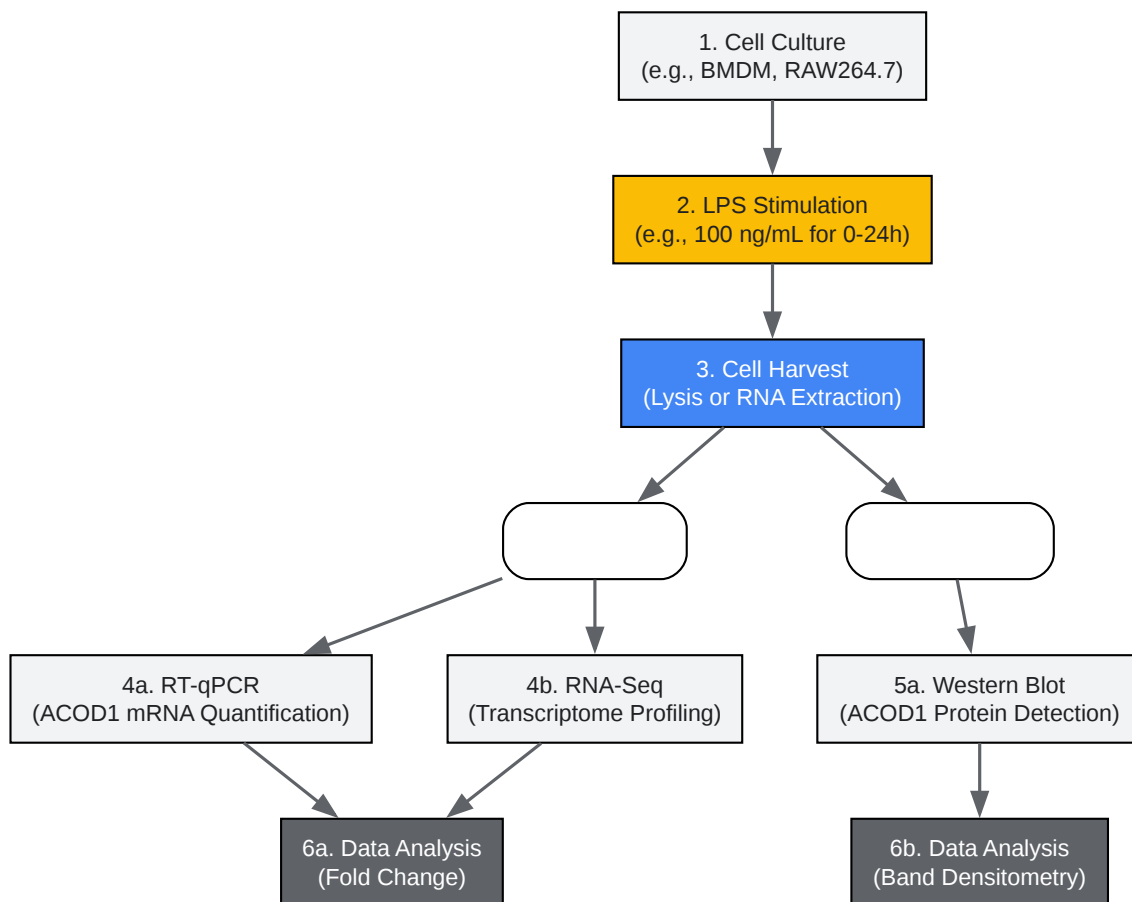 1. Cell Culture
(e.g., BMDM, RAW264.7)
2. LPS Stimulation
(e.g., 100 ng/mL for 0-24h)
3. Cell Harvest
(Lysis or RNA Extraction)
4a. RT-qPCR
(ACOD1 mRNA Quantification)
4b. RNA-Seq
(Transcriptome Profiling)
5a. Western Blot
(ACOD1 Protein Detection)
6a. Data Analysis
(Fold Change)
6b. Data Analysis
(Band Densitometry)